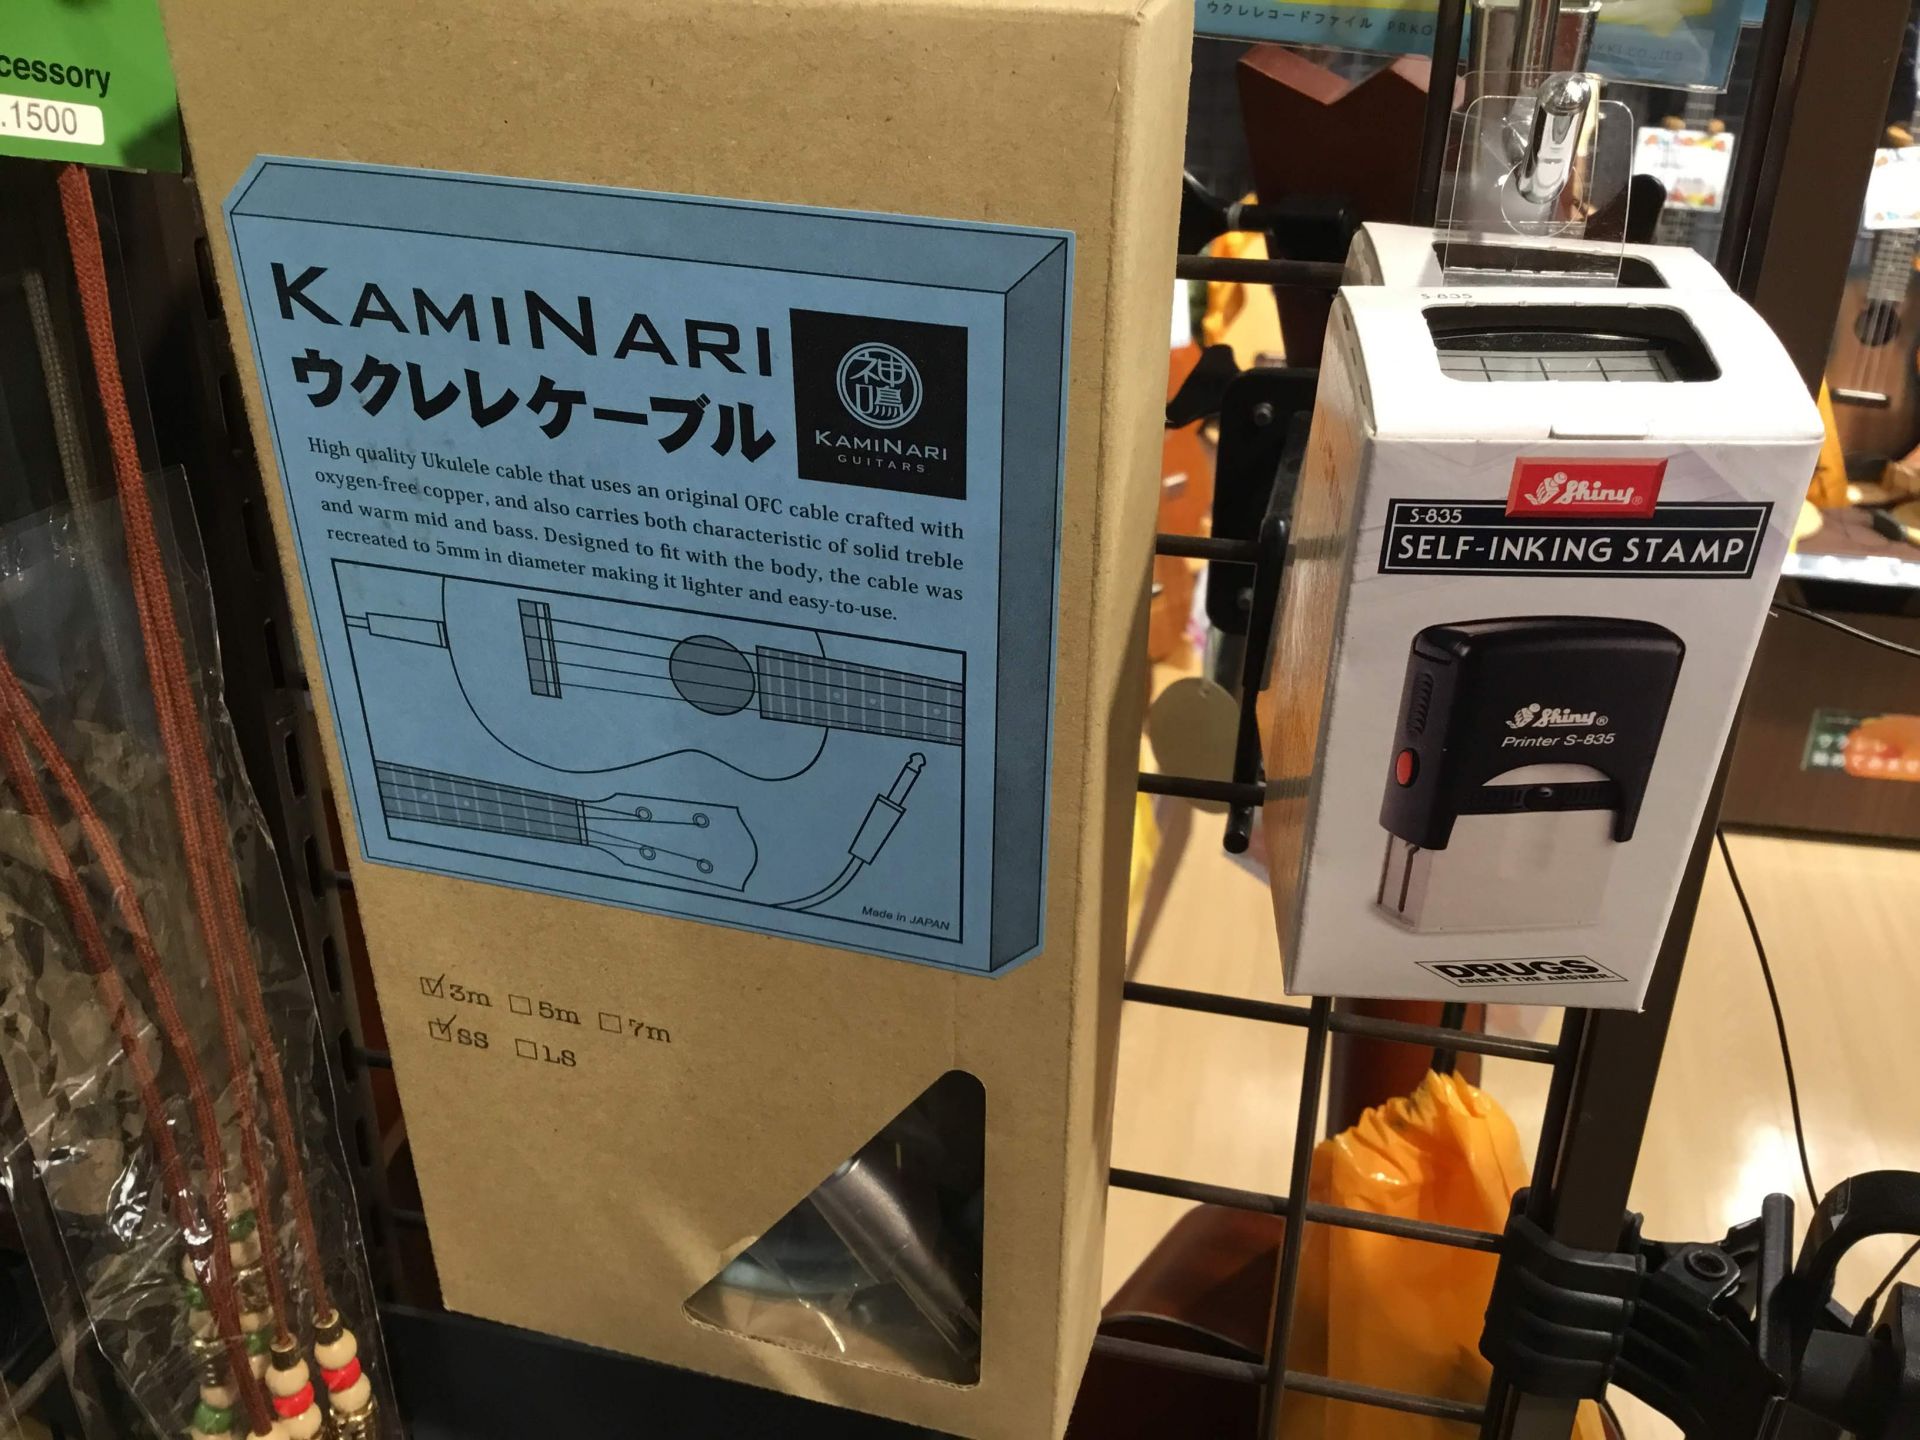 cessory
.1500
KAMINARI
ウクレレケーブル
神鳴
KAMINARI
GUITARS
High quality Ukulele cable that uses an original OFC cable crafted with
oxygen-free copper, and also carries both characteristic of solid treble
and warm mid and bass. Designed to fit with the body, the cable was
recreated to 5mm in diameter making it lighter and easy-to-use.
Made in JAPAN
3m 5m 7m
SS LS
ウクレレコードファイル PRKO
S-835
Shiny®
S-835
SELF-INKING STAMP
Shiny®
Printer S-835
DRUGS
AREN'T THE ANSWER.